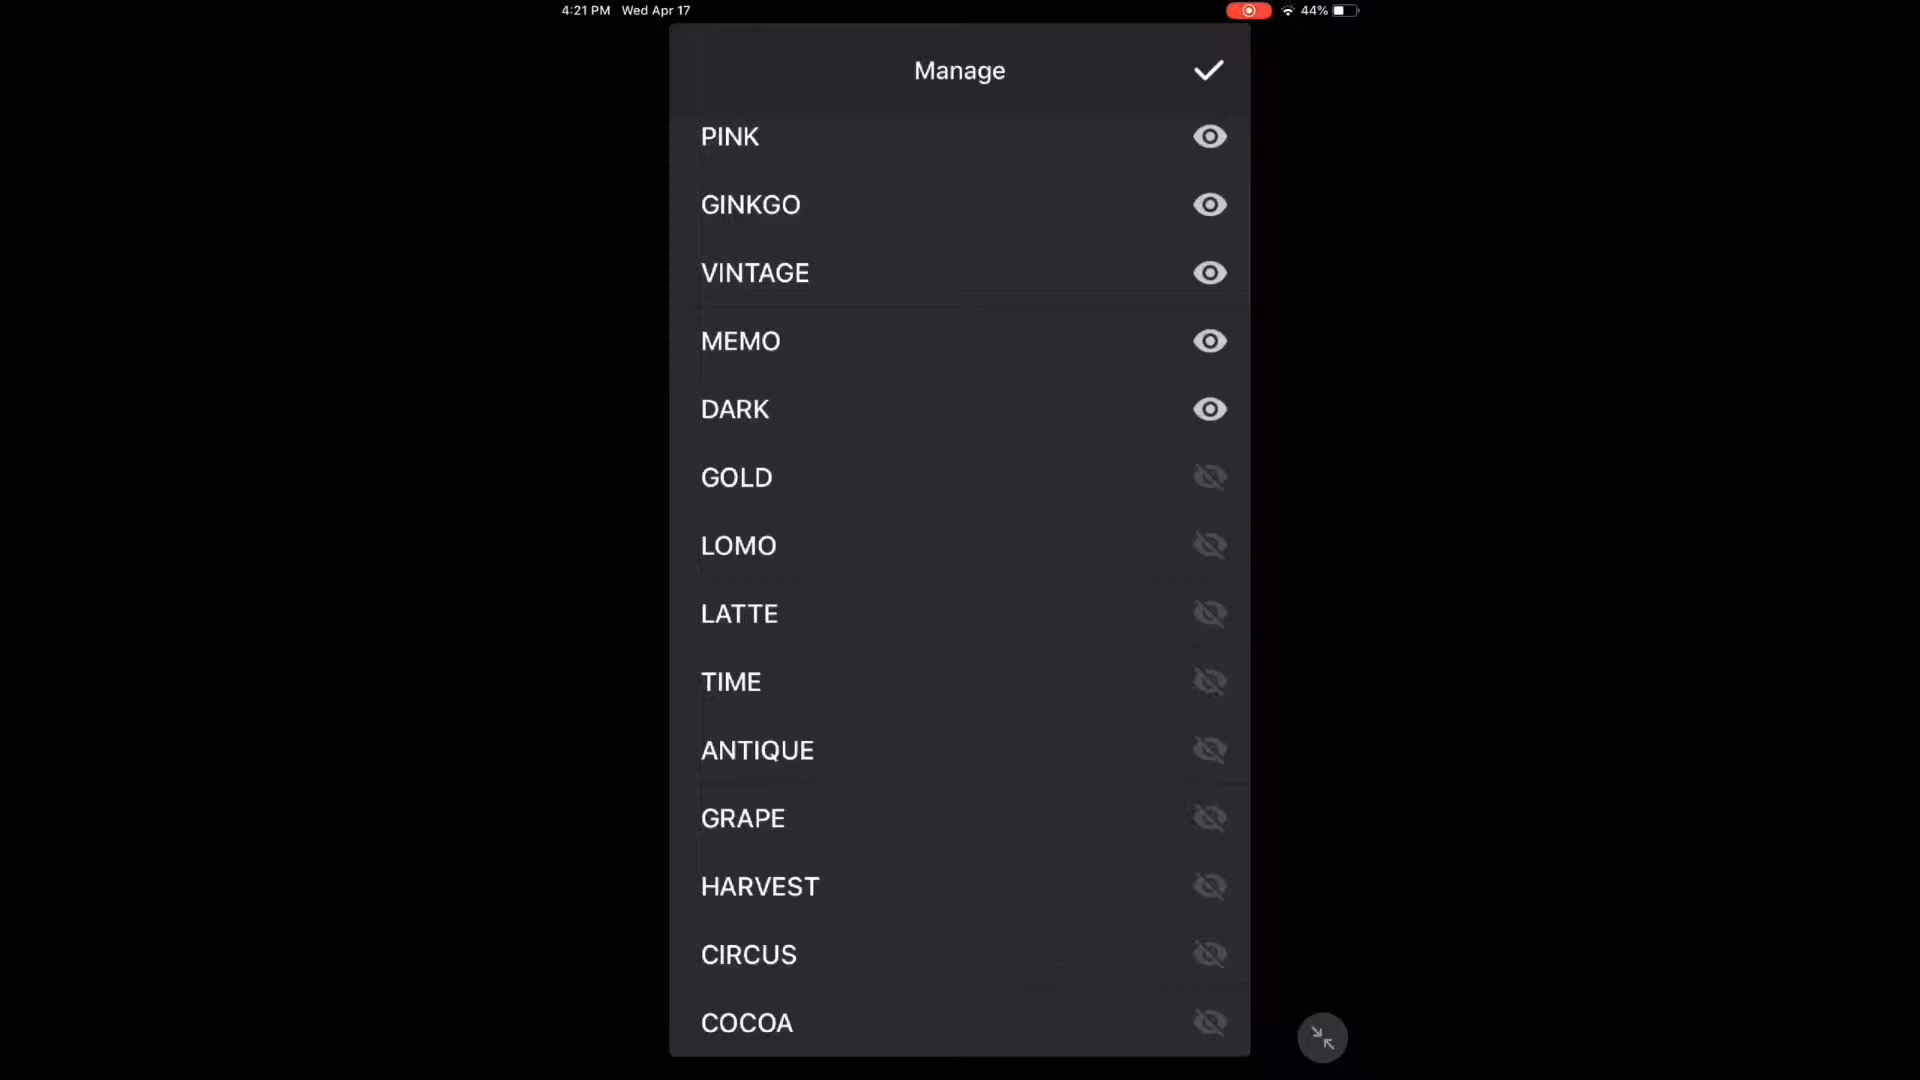 4:21 PM Wed Apr 17
44%
Manage
PINK
GINKGO
VINTAGE
MEMO
DARK
GOLD
LOMO
LATTE
TIME
ANTIQUE
GRAPE
HARVEST
CIRCUS
COCOA